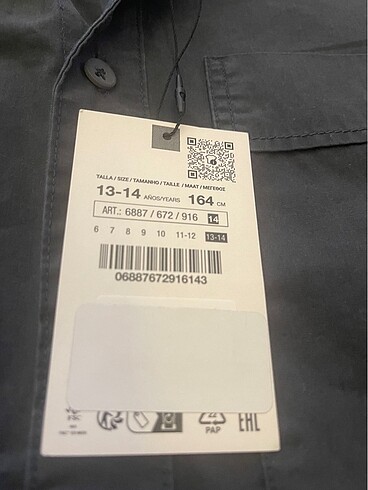 TALLA / SIZE / TAMANHO / TAILLE / MAAT / ΜΕΓΕΘΟΣ
13-14 AÑOS/YEARS 164 CM
ART.: 6887 / 672 / 916 14
6 7 8 9 10 11-12 13-14
06887672916143
PAP
EAC